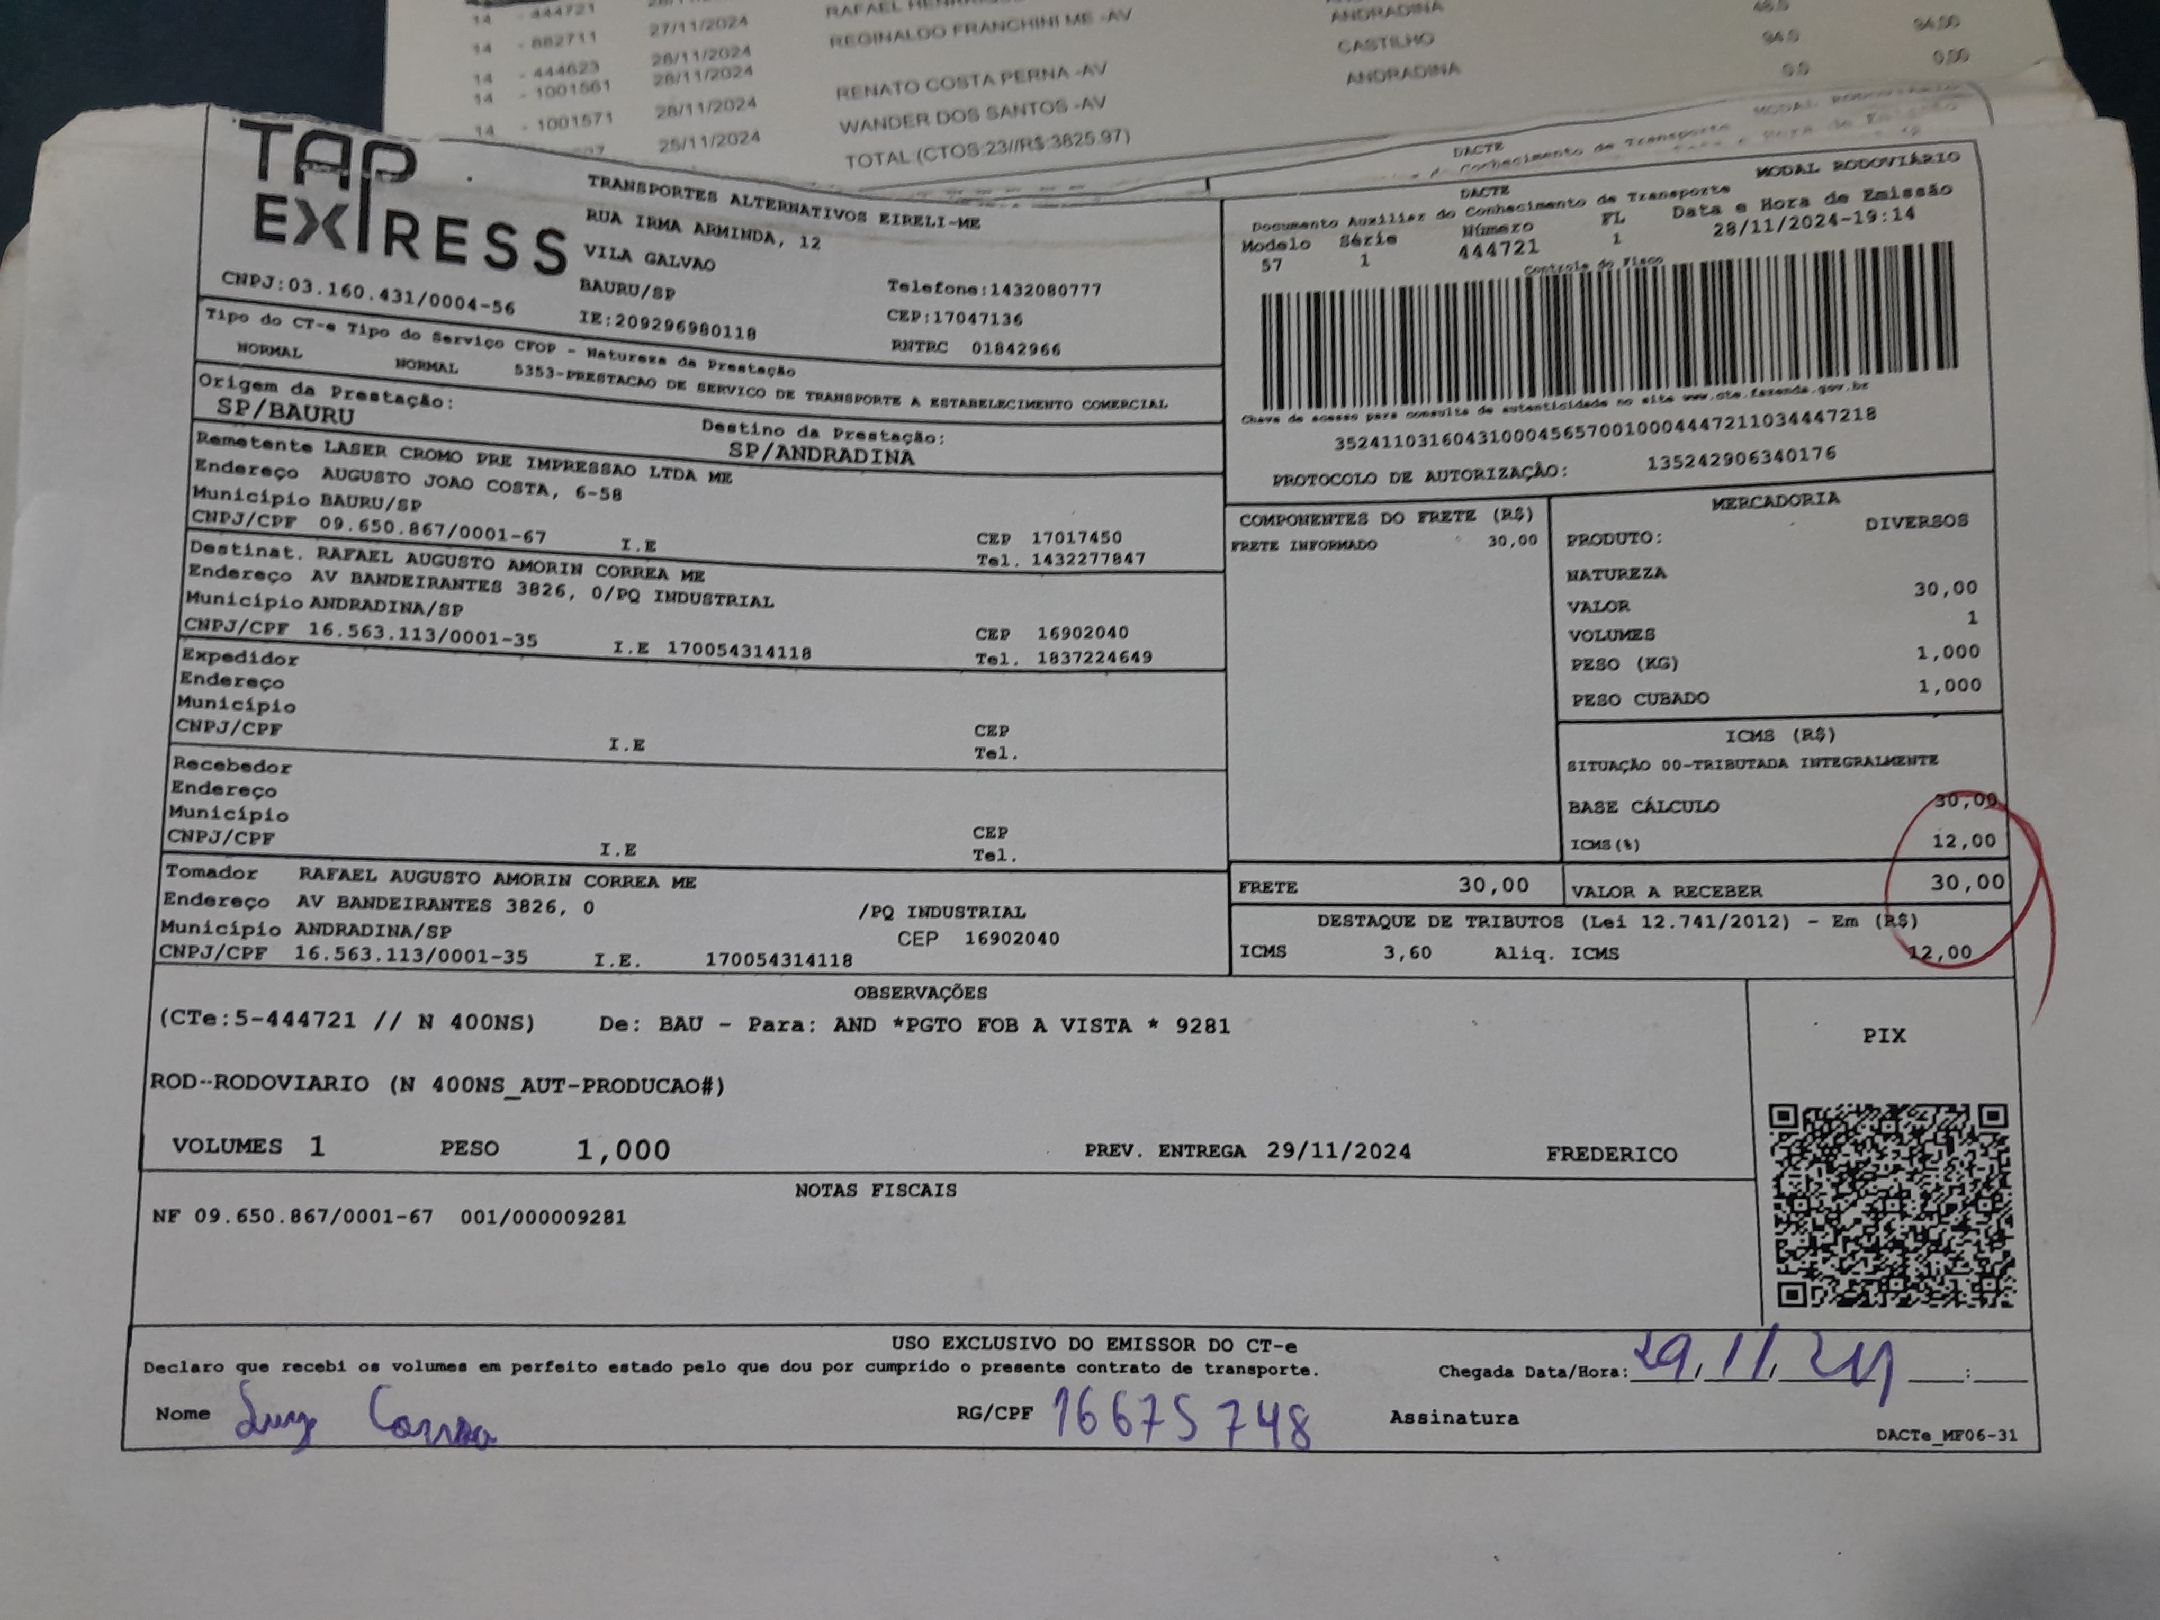 14 - 444721
14 - 882711 27/11/2024 REGINALDO FRANCHINI ME -AV ANDRADINA 48.0
14 - 444623 28/11/2024 CASTILHO 94.0 94.00
14 - 1001561 28/11/2024 RENATO COSTA PERNA -AV ANDRADINA 0.0 0.00
14 - 1001571 28/11/2024 WANDER DOS SANTOS -AV
25/11/2024 TOTAL (CTOS:23//R$:3825.97)
TAP
EXPRESS
CNPJ:03.160.431/0004-56
TRANSPORTES ALTERNATIVOS EIRELI-ME
RUA IRMA ARMINDA, 12
VILA GALVAO
BAURU/SP Telefone:1432080777
IE:209296980118 CEP:17047136
RNTRC 01842966
Tipo do CT-e Tipo do Serviço CFOP - Natureza da Prestação
NORMAL NORMAL 5353-PRESTACAO DE SERVICO DE TRANSPORTE A ESTABELECIMENTO COMERCIAL
Origem da Prestação: Destino da Prestação:
SP/BAURU SP/ANDRADINA
DACTE MODAL RODOVIÁRIO
Documento Auxiliar do Conhecimento de Transporte
Modelo Série Número FL Data e Hora de Emissão
57 1 444721 1 28/11/2024-19:14
Controle do Fisco
Chave de acesso para consulta de autenticidade no site www.cte.fazenda.gov.br
35241103160431000456570010004447211034447218
PROTOCOLO DE AUTORIZAÇÃO: 135242906340176
Remetente LASER CROMO PRE IMPRESSAO LTDA ME
Endereço AUGUSTO JOAO COSTA, 6-58
Município BAURU/SP CEP 17017450
CNPJ/CPF 09.650.867/0001-67 I.E Tel. 1432277847
Destinat. RAFAEL AUGUSTO AMORIN CORREA ME
Endereço AV BANDEIRANTES 3826, 0/PQ INDUSTRIAL
Município ANDRADINA/SP CEP 16902040
CNPJ/CPF 16.563.113/0001-35 I.E 170054314118 Tel. 1837224649
Expedidor
Endereço
Município CEP
CNPJ/CPF I.E Tel.
Recebedor
Endereço
Município CEP
CNPJ/CPF I.E Tel.
Tomador RAFAEL AUGUSTO AMORIN CORREA ME
Endereço AV BANDEIRANTES 3826, 0 /PQ INDUSTRIAL
Município ANDRADINA/SP CEP 16902040
CNPJ/CPF 16.563.113/0001-35 I.E. 170054314118
COMPONENTES DO FRETE (R$)
FRETE INFORMADO 30,00
MERCADORIA
PRODUTO: DIVERSOS
NATUREZA
VALOR 30,00
VOLUMES 1
PESO (KG) 1,000
PESO CUBADO 1,000
ICMS (R$)
SITUAÇÃO 00-TRIBUTADA INTEGRALMENTE
BASE CÁLCULO 30,00
ICMS(%) 12,00
FRETE 30,00 VALOR A RECEBER 30,00
DESTAQUE DE TRIBUTOS (Lei 12.741/2012) - Em (R$)
ICMS 3,60 Aliq. ICMS 12,00
OBSERVAÇÕES
(CTe:5-444721 // N 400NS) De: BAU - Para: AND *PGTO FOB A VISTA * 9281
ROD--RODOVIARIO (N 400NS_AUT-PRODUCAO#)
VOLUMES 1 PESO 1,000 PREV. ENTREGA 29/11/2024 FREDERICO
PIX
NOTAS FISCAIS
NF 09.650.867/0001-67 001/000009281
USO EXCLUSIVO DO EMISSOR DO CT-e
Declaro que recebi os volumes em perfeito estado pelo que dou por cumprido o presente contrato de transporte. Chegada Data/Hora: 29, 11, 24 :
Nome Luiz Correa RG/CPF 16675748 Assinatura
DACTe_MF06-31